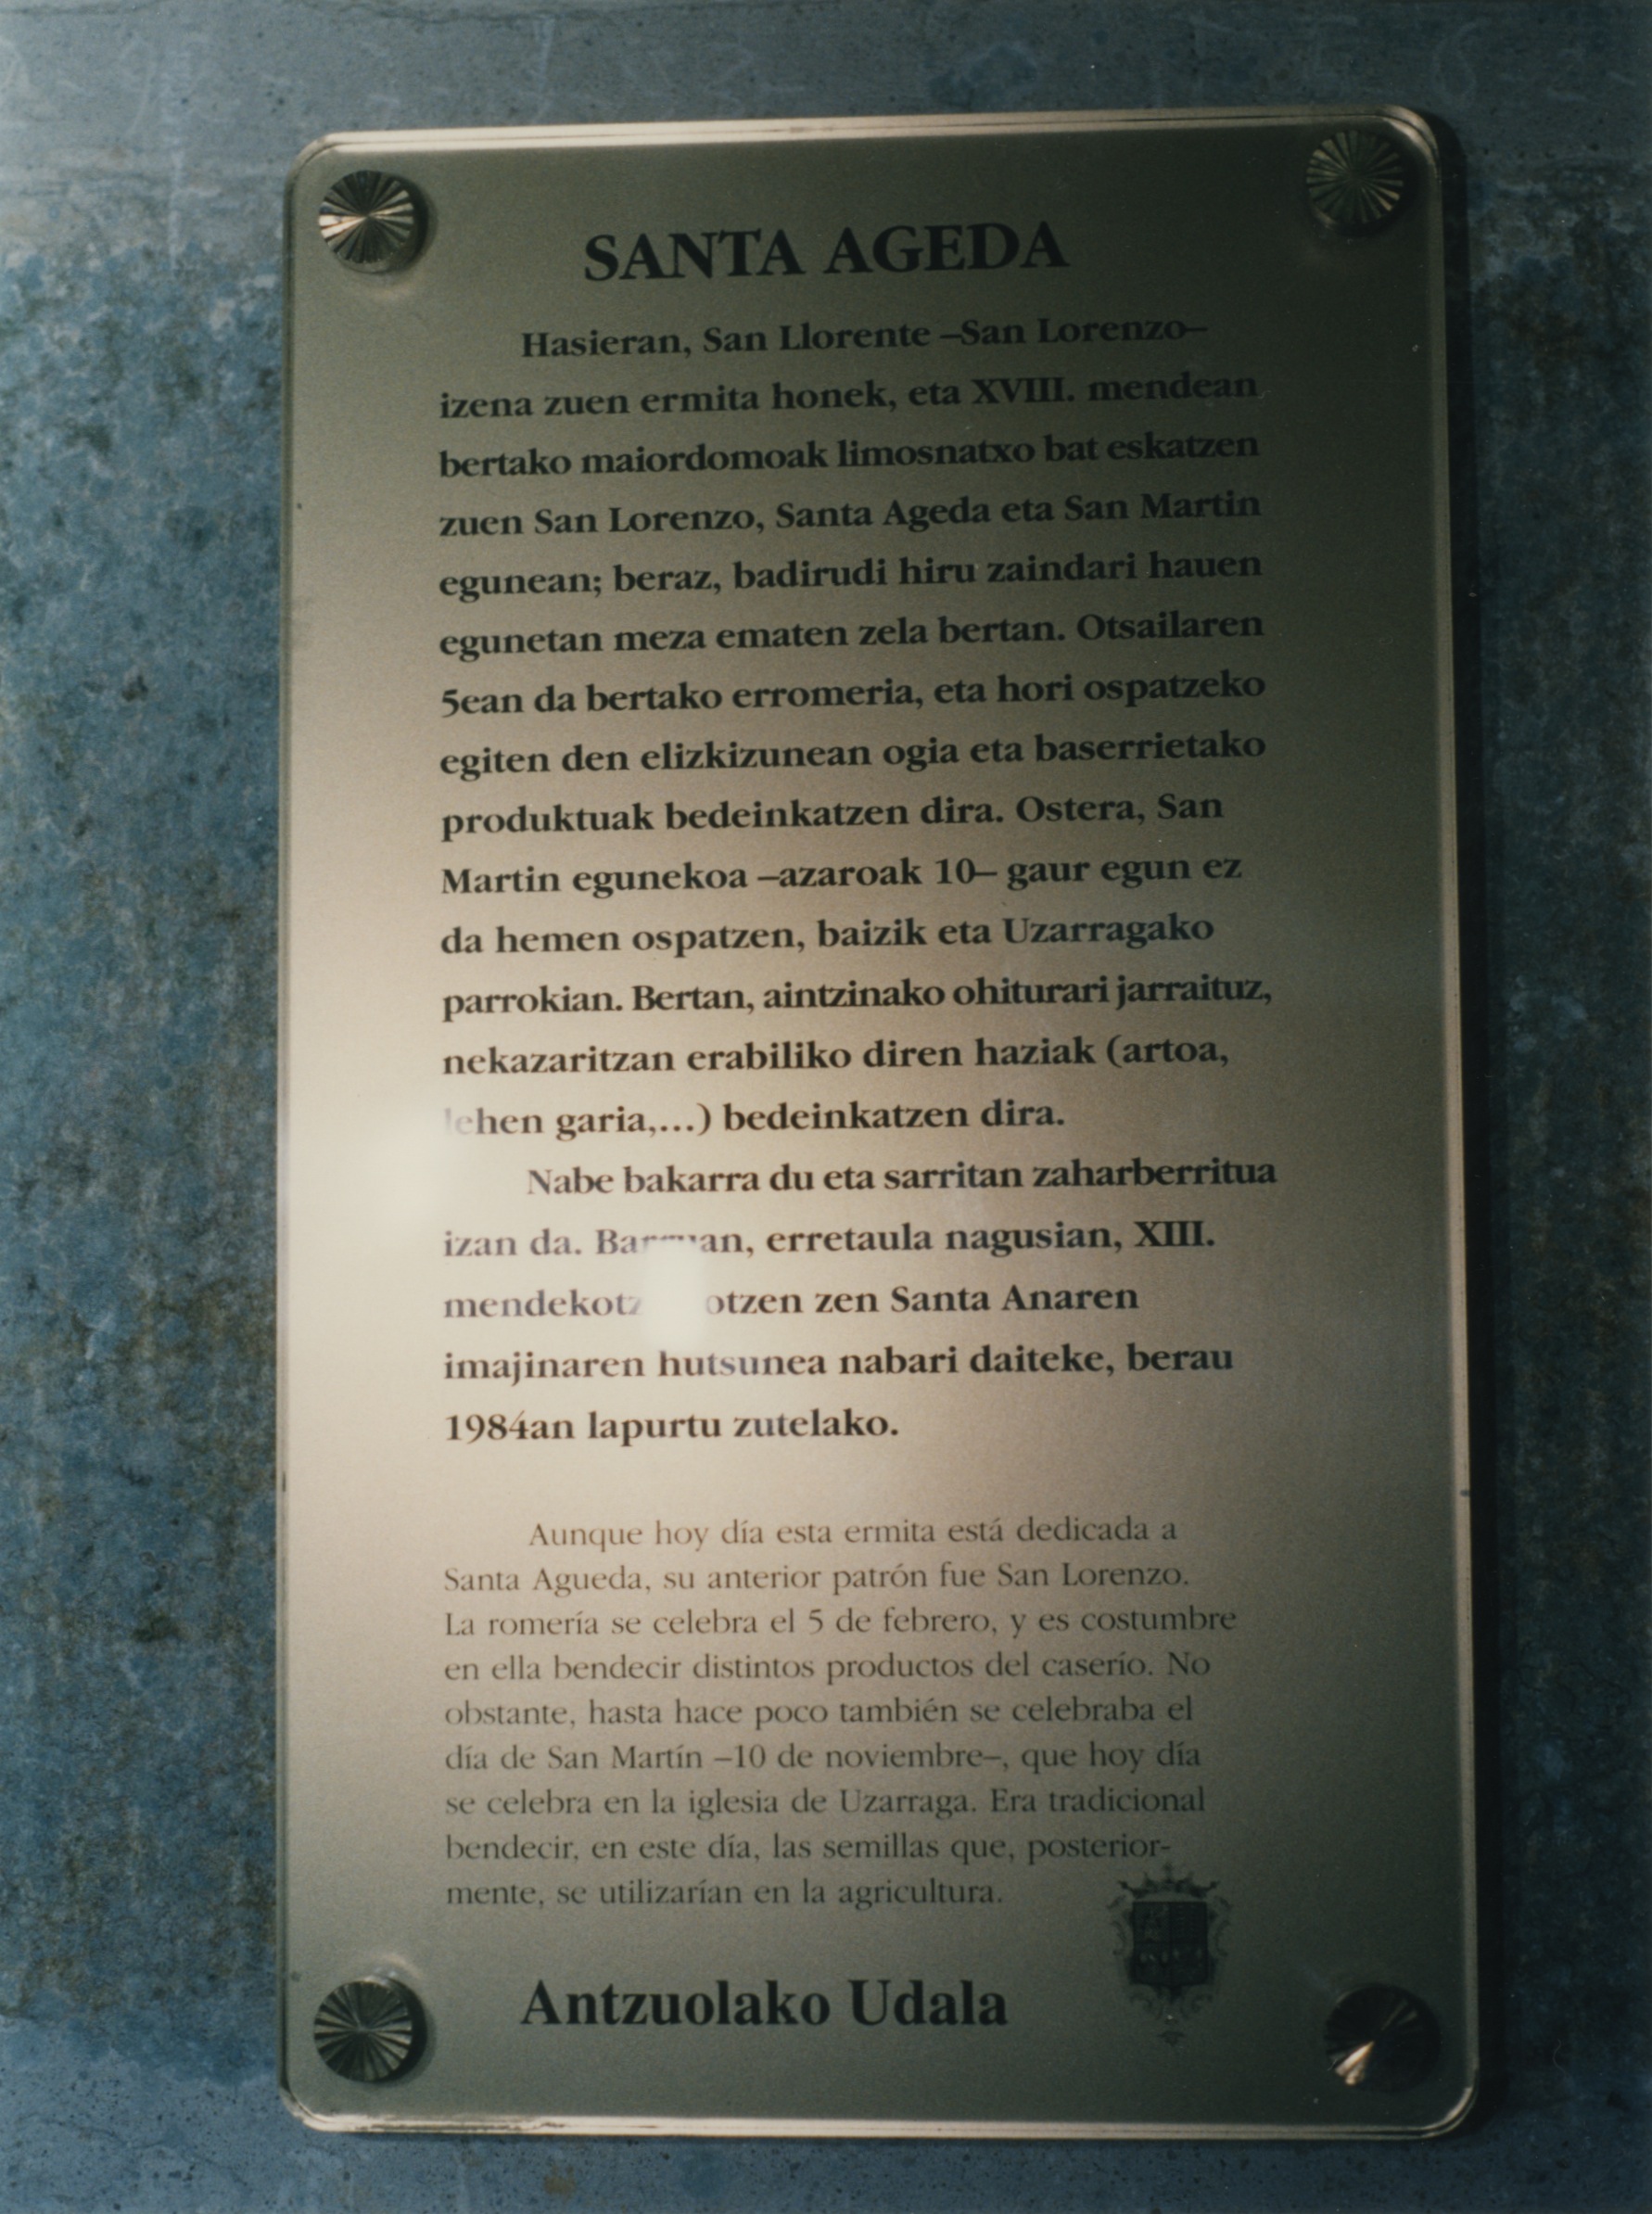 SANTA AGEDA
Hasieran, San Llorente –San Lorenzo–
izena zuen ermita honek, eta XVIII. mendean
bertako maiordomoak limosnatxo bat eskatzen
zuen San Lorenzo, Santa Ageda eta San Martin
egunean; beraz, badirudi hiru zaindari hauen
egunetan meza ematen zela bertan. Otsailaren
5ean da bertako erromeria, eta hori ospatzeko
egiten den elizkizunean ogia eta baserrietako
produktuak bedeinkatzen dira. Ostera, San
Martin egunekoa –azaroak 10– gaur egun ez
da hemen ospatzen, baizik eta Uzarragako
parrokian. Bertan, aintzinako ohiturari jarraituz,
nekazaritzan erabiliko diren haziak (artoa,
lehen garia,...) bedeinkatzen dira.
Nabe bakarra du eta sarritan zaharberritua
izan da. erretaula nagusian, XIII.
zen Santa Anaren
imajinaren hutsunea nabari daiteke, berau
1984an lapurtu zutelako.
Aunque hoy día esta ermita está dedicada a
Santa Agueda, su anterior patrón fue San Lorenzo.
La romería se celebra el 5 de febrero, y es costumbre
en ella bendecir distintos productos del caserío. No
obstante, hasta hace poco también se celebraba el
día de San Martín –10 de noviembre–, que hoy día
se celebra en la iglesia de Uzarraga. Era tradicional
bendecir, en este día, las semillas que, posterior-
mente, se utilizarían en la agricultura.
Antzuolako Udala